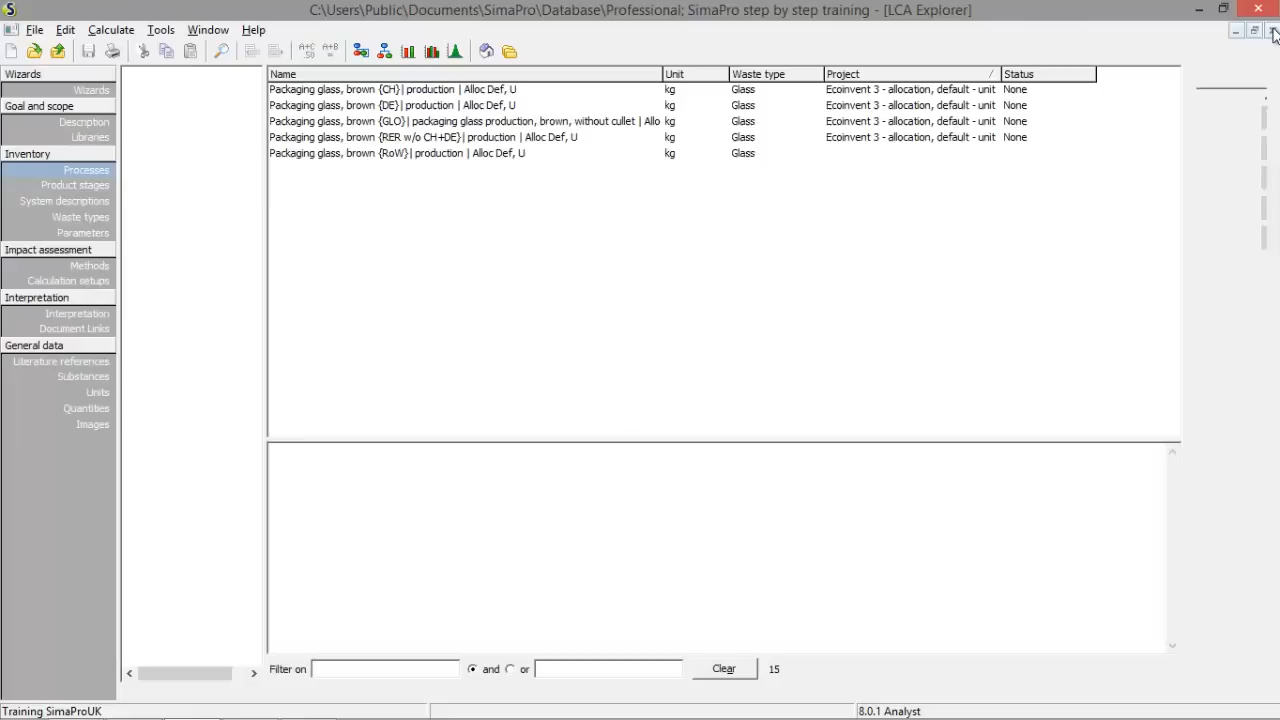 C:\Users\Public\Documents\SimaPro\Database\Professional; SimaPro step by step training - [LCA Explorer]
File Edit Calculate Tools Window Help
A+C :50 A+B =
Wizards
Wizards
Goal and scope
Description
Libraries
Inventory
Processes
Product stages
System descriptions
Waste types
Parameters
Impact assessment
Methods
Calculation setups
Interpretation
Interpretation
Document Links
General data
Literature references
Substances
Units
Quantities
Images
Name Unit Waste type Project / Status
Packaging glass, brown {CH}| production | Alloc Def, U kg Glass Ecoinvent 3 - allocation, default - unit None
Packaging glass, brown {DE}| production | Alloc Def, U kg Glass Ecoinvent 3 - allocation, default - unit None
Packaging glass, brown {GLO}| packaging glass production, brown, without cullet | Allo kg Glass Ecoinvent 3 - allocation, default - unit None
Packaging glass, brown {RER w/o CH+DE}| production | Alloc Def, U kg Glass Ecoinvent 3 - allocation, default - unit None
Packaging glass, brown {RoW}| production | Alloc Def, U kg Glass
Filter on and or Clear 15
Training SimaProUK 8.0.1 Analyst